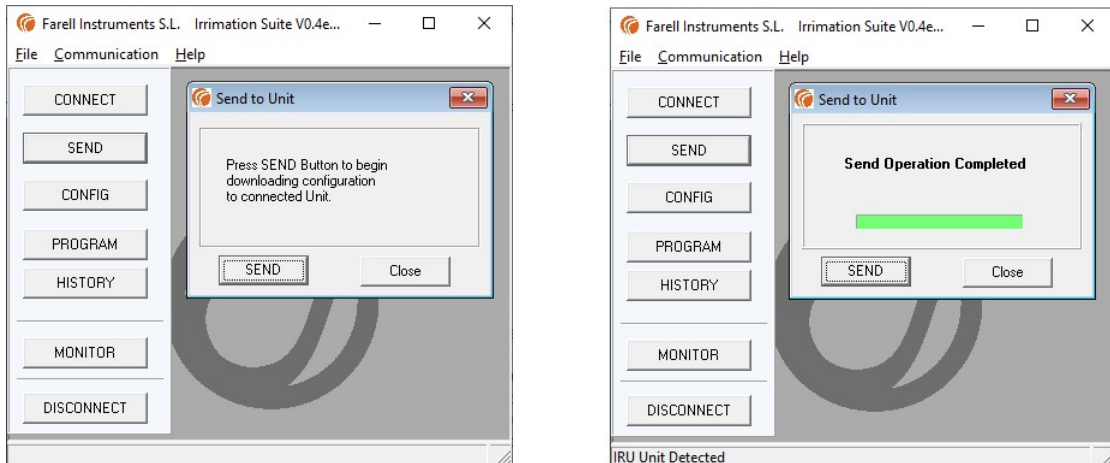 Farell Instruments S.L. Irrimation Suite V0.4e...
File Communication Help
CONNECT
SEND
CONFIG
PROGRAM
HISTORY
MONITOR
DISCONNECT
Send to Unit
Press SEND Button to begin
downloading configuration
to connected Unit.
SEND Close
Farell Instruments S.L. Irrimation Suite V0.4e...
File Communication Help
CONNECT
SEND
CONFIG
PROGRAM
HISTORY
MONITOR
DISCONNECT
Send to Unit
Send Operation Completed
SEND Close
IRU Unit Detected